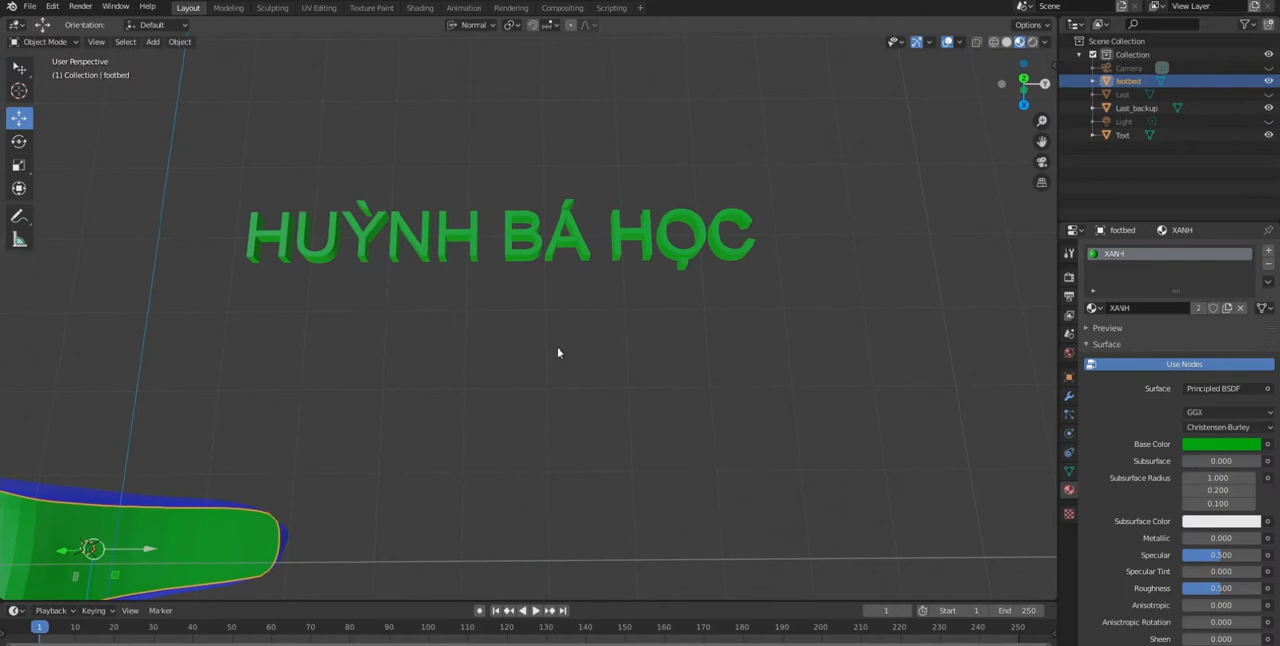 File Edit Render Window Help Layout Modeling Sculpting UV Editing Texture Paint Shading Animation Rendering Compositing Scripting + Scene View Layer
Orientation: Default Normal Options
Object Mode View Select Add Object
User Perspective
(1) Collection | footbed
Z
Y
X
HUỲNH BÁ HỌC
Scene Collection
Collection
Camera
footbed
Last
Last_backup
Light
Text
footbed XANH
XANH
XANH 2
Preview
Surface
Use Nodes
Surface Principled BSDF
GGX
Christensen-Burley
Base Color
Subsurface 0.000
Subsurface Radius 1.000
0.200
0.100
Subsurface Color
Metallic 0.000
Specular 0.500
Specular Tint 0.000
Roughness 0.500
Anisotropic 0.000
Anisotropic Rotation 0.000
Sheen 0.000
Playback Keying View Marker 1 Start 1 End 250
1 10 20 30 40 50 60 70 80 90 100 110 120 130 140 150 160 170 180 190 200 210 220 230 240 250